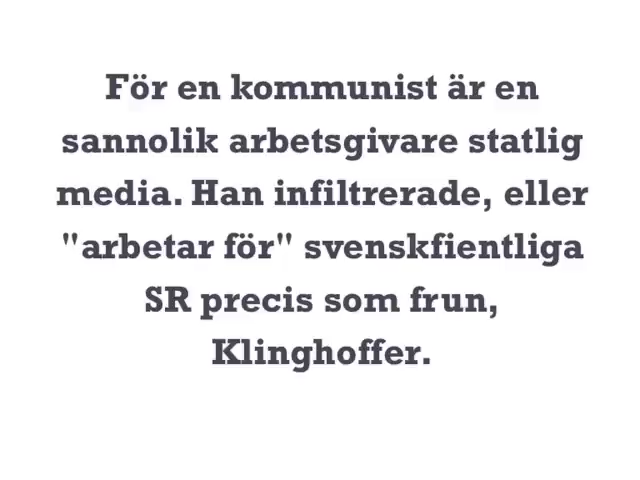 För en kommunist är en
sannolik arbetsgivare statlig
media. Han infiltrerade, eller
"arbetar för" svenskfientliga
SR precis som frun,
Klinghoffer.